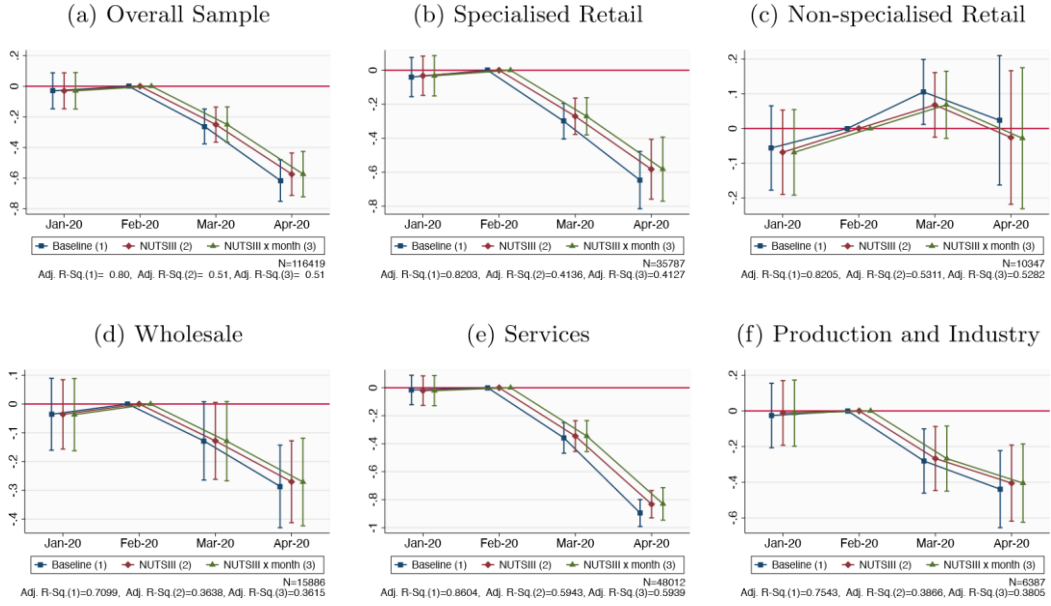 (a) Overall Sample
(b) Specialised Retail
(c) Non-specialised Retail
.2
0
-.2
-.4
-.6
-.8
Jan-20 Feb-20 Mar-20 Apr-20
Baseline (1) NUTSIII (2) NUTSIII x month (3)
N=116419
Adj. R-Sq.(1)= 0.80, Adj. R-Sq.(2)= 0.51, Adj. R-Sq.(3)= 0.51
0
-.2
-.4
-.6
-.8
Jan-20 Feb-20 Mar-20 Apr-20
Baseline (1) NUTSIII (2) NUTSIII x month (3)
N=35787
Adj. R-Sq.(1)=0.8203, Adj. R-Sq.(2)=0.4136, Adj. R-Sq.(3)=0.4127
.2
.1
0
-.1
-.2
Jan-20 Feb-20 Mar-20 Apr-20
Baseline (1) NUTSIII (2) NUTSIII x month (3)
N=10347
Adj. R-Sq.(1)=0.8205, Adj. R-Sq.(2)=0.5311, Adj. R-Sq.(3)=0.5282
(d) Wholesale
(e) Services
(f) Production and Industry
.1
0
-.1
-.2
-.3
-.4
Jan-20 Feb-20 Mar-20 Apr-20
Baseline (1) NUTSIII (2) NUTSIII x month (3)
N=15886
Adj. R-Sq.(1)=0.7099, Adj. R-Sq.(2)=0.3638, Adj. R-Sq.(3)=0.3615
0
-.2
-.4
-.6
-.8
-1
Jan-20 Feb-20 Mar-20 Apr-20
Baseline (1) NUTSIII (2) NUTSIII x month (3)
N=48012
Adj. R-Sq.(1)=0.8604, Adj. R-Sq.(2)=0.5943, Adj. R-Sq.(3)=0.5939
.2
0
-.2
-.4
-.6
Jan-20 Feb-20 Mar-20 Apr-20
Baseline (1) NUTSIII (2) NUTSIII x month (3)
N=6387
Adj. R-Sq.(1)=0.7543, Adj. R-Sq.(2)=0.3866, Adj. R-Sq.(3)=0.3805